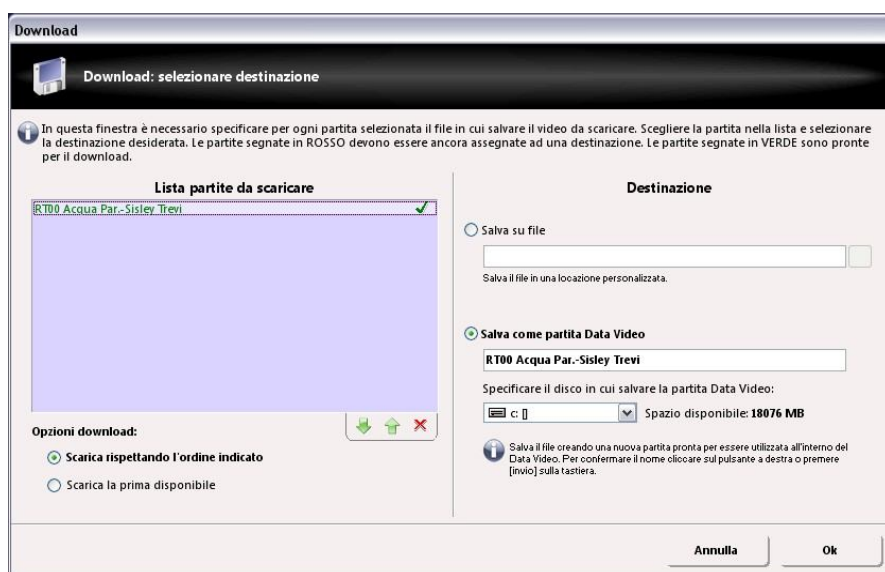 Download
Download: selezionare destinazione
In questa finestra è necessario specificare per ogni partita selezionata il file in cui salvare il video da scaricare. Scegliere la partita nella lista e selezionare
la destinazione desiderata. Le partite segnate in ROSSO devono essere ancora assegnate ad una destinazione. Le partite segnate in VERDE sono pronte
per il download.
Lista partite da scaricare
RT00 Acqua Par.-Sisley Trevi
Opzioni download:
Scarica rispettando l'ordine indicato
Scarica la prima disponibile
Destinazione
Salva su file
Salva il file in una locazione personalizzata.
Salva come partita Data Video
RT00 Acqua Par.-Sisley Trevi
Specificare il disco in cui salvare la partita Data Video:
c: [] Spazio disponibile: 18076 MB
Salva il file creando una nuova partita pronta per essere utilizzata all'interno del
Data Video. Per confermare il nome cliccare sul pulsante a destra o premere
[invio] sulla tastiera.
Annulla Ok